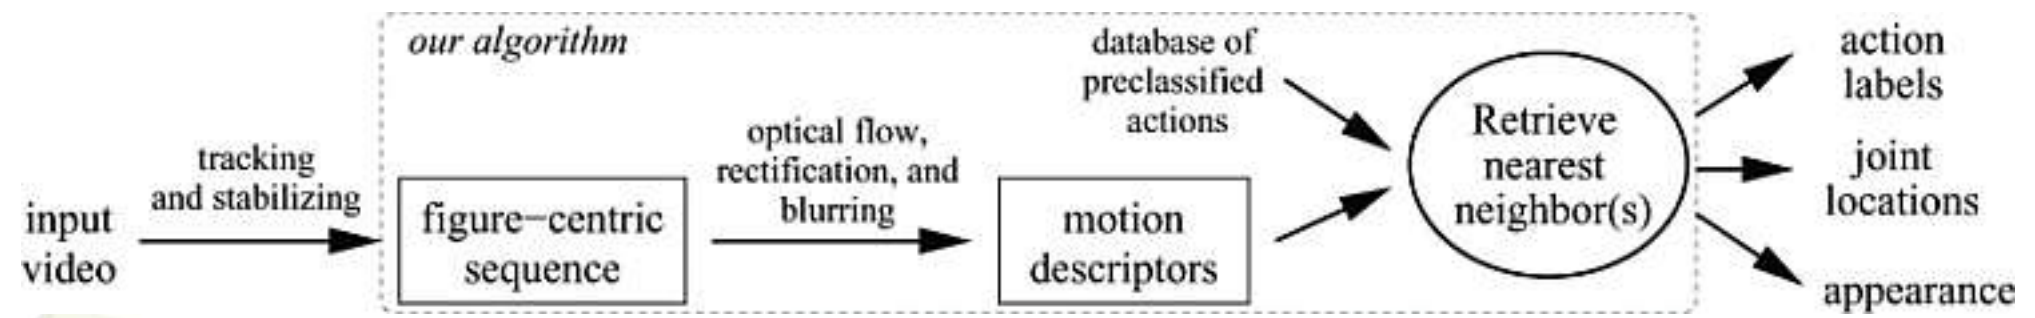 our algorithm
input
video
tracking
and stabilizing
figure−centric
sequence
optical flow,
rectification, and
blurring
motion
descriptors
database of
preclassified
actions
Retrieve
nearest
neighbor(s)
action
labels
joint
locations
appearance